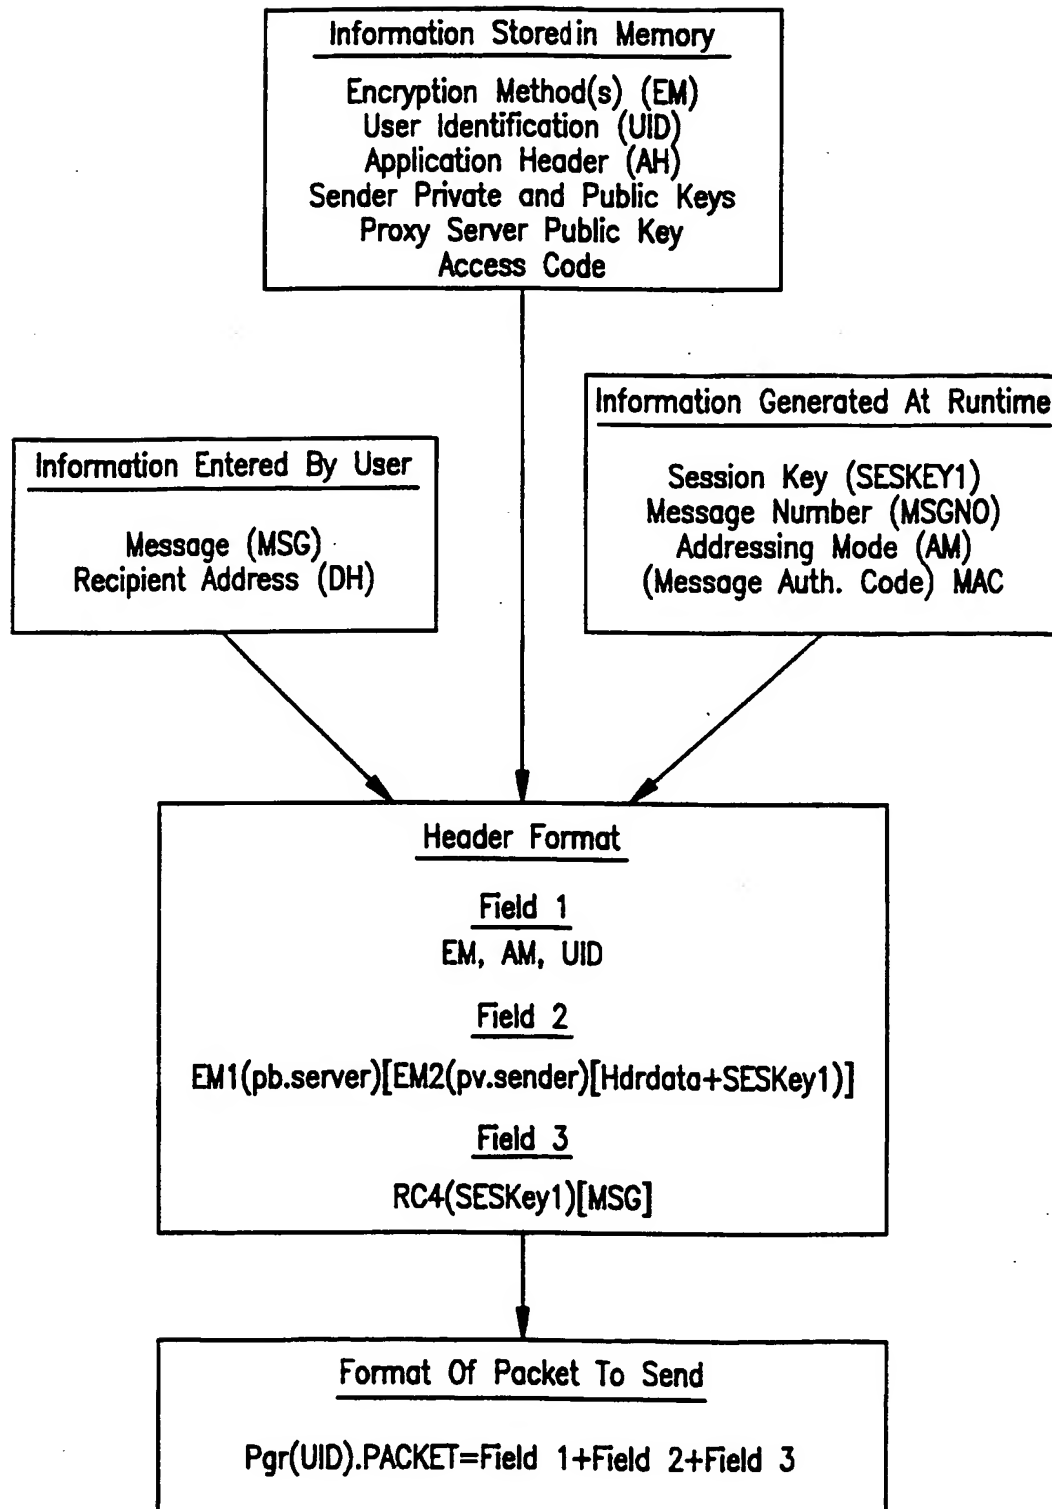 Information Stored in Memory
Encryption Method(s) (EM)
User Identification (UID)
Application Header (AH)
Sender Private and Public Keys
Proxy Server Public Key
Access Code
Information Entered By User
Message (MSG)
Recipient Address (DH)
Information Generated At Runtime
Session Key (SESKEY1)
Message Number (MSGNO)
Addressing Mode (AM)
(Message Auth. Code) MAC
Header Format
Field 1
EM, AM, UID
Field 2
EM1(pb.server)[EM2(pv.sender)[Hdrdata+SESKey1)]
Field 3
RC4(SESKey1)[MSG]
Format Of Packet To Send
Pgr(UID).PACKET=Field 1+Field 2+Field 3